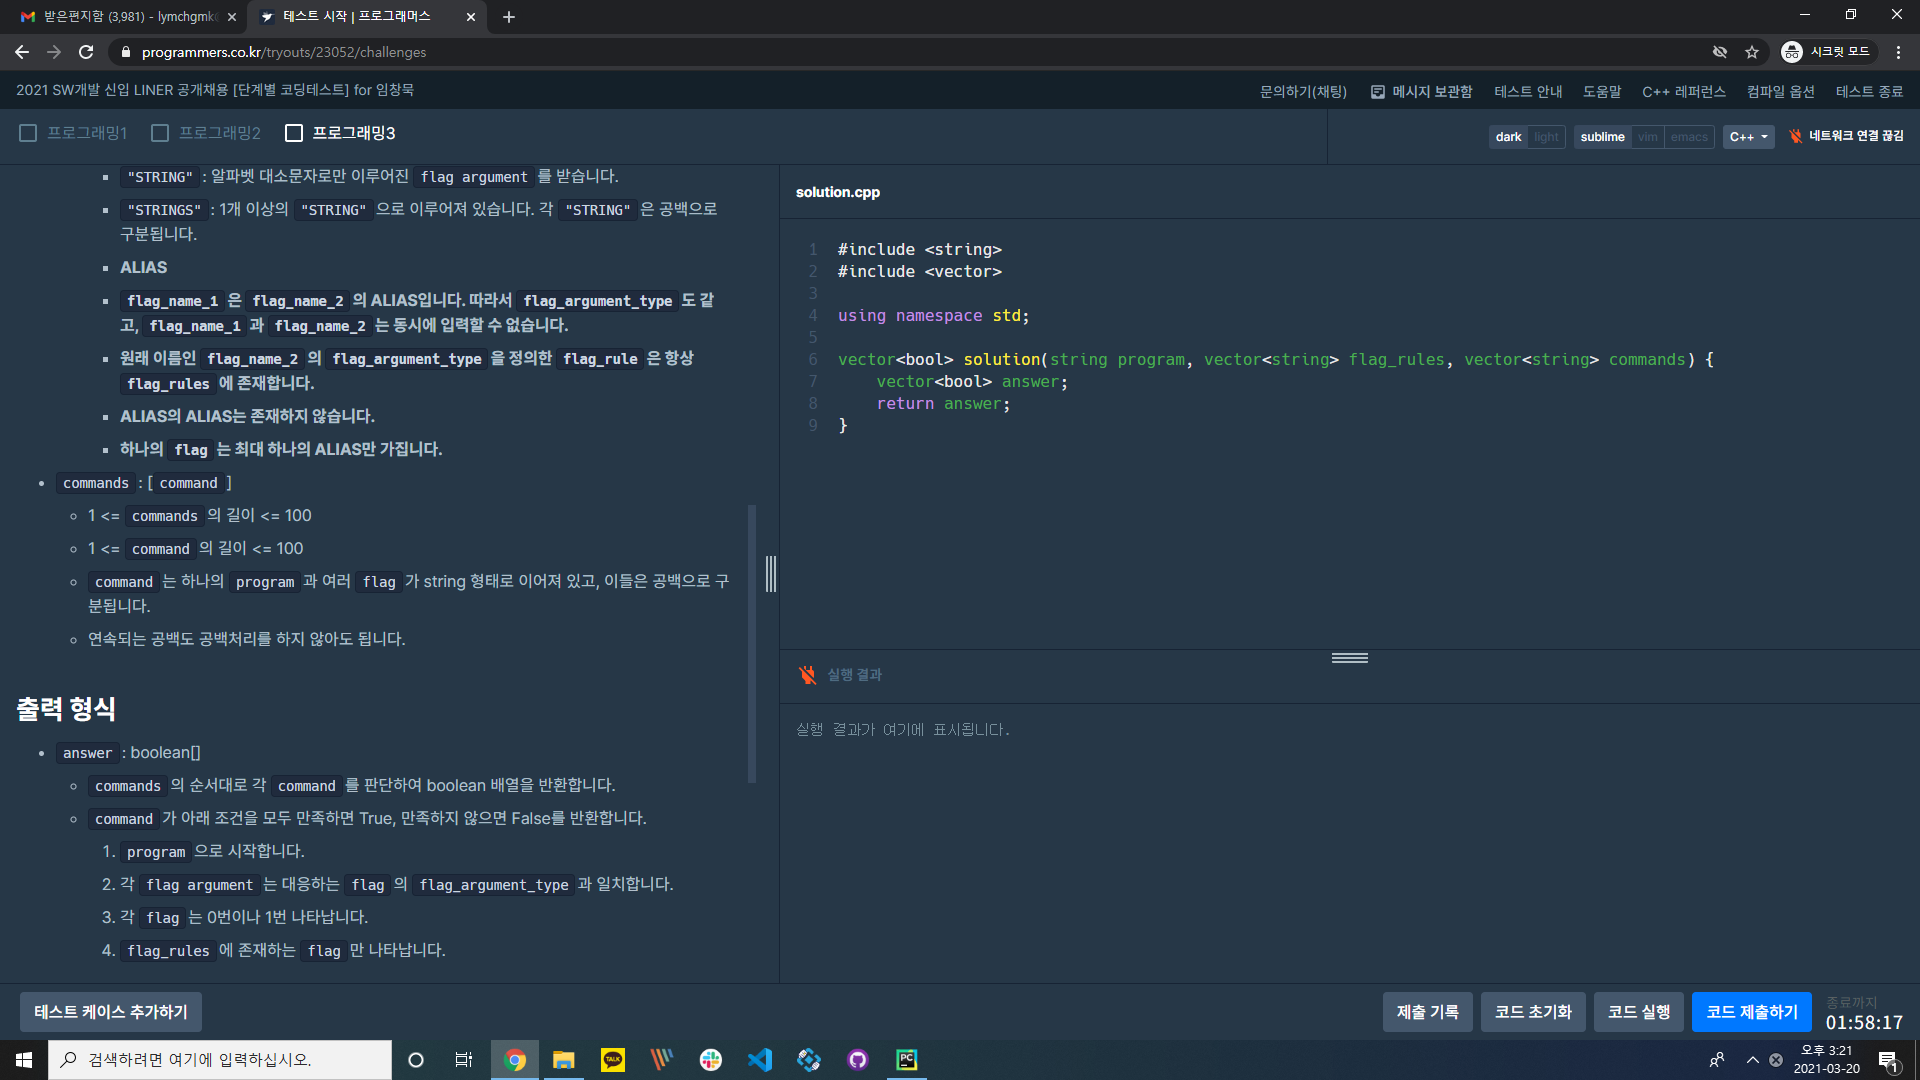 받은편지함 (3,981) - lymchgmk
테스트 시작 | 프로그래머스
programmers.co.kr/tryouts/23052/challenges
시크릿 모드
2021 SW개발 신입 LINER 공개채용 [단계별 코딩테스트] for 임창묵
문의하기(채팅) 메시지 보관함 테스트 안내 도움말 C++ 레퍼런스 컴파일 옵션 테스트 종료
프로그래밍1 프로그래밍2 프로그래밍3
dark light sublime vim emacs C++ 네트워크 연결 끊김
"STRING" : 알파벳 대소문자로만 이루어진 flag argument 를 받습니다.
"STRINGS" : 1개 이상의 "STRING" 으로 이루어져 있습니다. 각 "STRING" 은 공백으로
구분됩니다.
ALIAS
flag_name_1 은 flag_name_2 의 ALIAS입니다. 따라서 flag_argument_type 도 같
고, flag_name_1 과 flag_name_2 는 동시에 입력할 수 없습니다.
원래 이름인 flag_name_2 의 flag_argument_type 을 정의한 flag_rule 은 항상
flag_rules 에 존재합니다.
ALIAS의 ALIAS는 존재하지 않습니다.
하나의 flag 는 최대 하나의 ALIAS만 가집니다.
commands : [ command ]
1 <= commands 의 길이 <= 100
1 <= command 의 길이 <= 100
command 는 하나의 program 과 여러 flag 가 string 형태로 이어져 있고, 이들은 공백으로 구
분됩니다.
연속되는 공백도 공백처리를 하지 않아도 됩니다.
출력 형식
answer : boolean[]
commands 의 순서대로 각 command 를 판단하여 boolean 배열을 반환합니다.
command 가 아래 조건을 모두 만족하면 True, 만족하지 않으면 False를 반환합니다.
1. program 으로 시작합니다.
2. 각 flag argument 는 대응하는 flag 의 flag_argument_type 과 일치합니다.
3. 각 flag 는 0번이나 1번 나타납니다.
4. flag_rules 에 존재하는 flag 만 나타납니다.
solution.cpp
1 #include <string>
2 #include <vector>
3
4 using namespace std;
5
6 vector<bool> solution(string program, vector<string> flag_rules, vector<string> commands) {
7 vector<bool> answer;
8 return answer;
9 }
실행 결과
실행 결과가 여기에 표시됩니다.
테스트 케이스 추가하기
제출 기록 코드 초기화 코드 실행 코드 제출하기
종료까지
01:58:17
검색하려면 여기에 입력하십시오.
TALK
PC
오후 3:21
2021-03-20
1